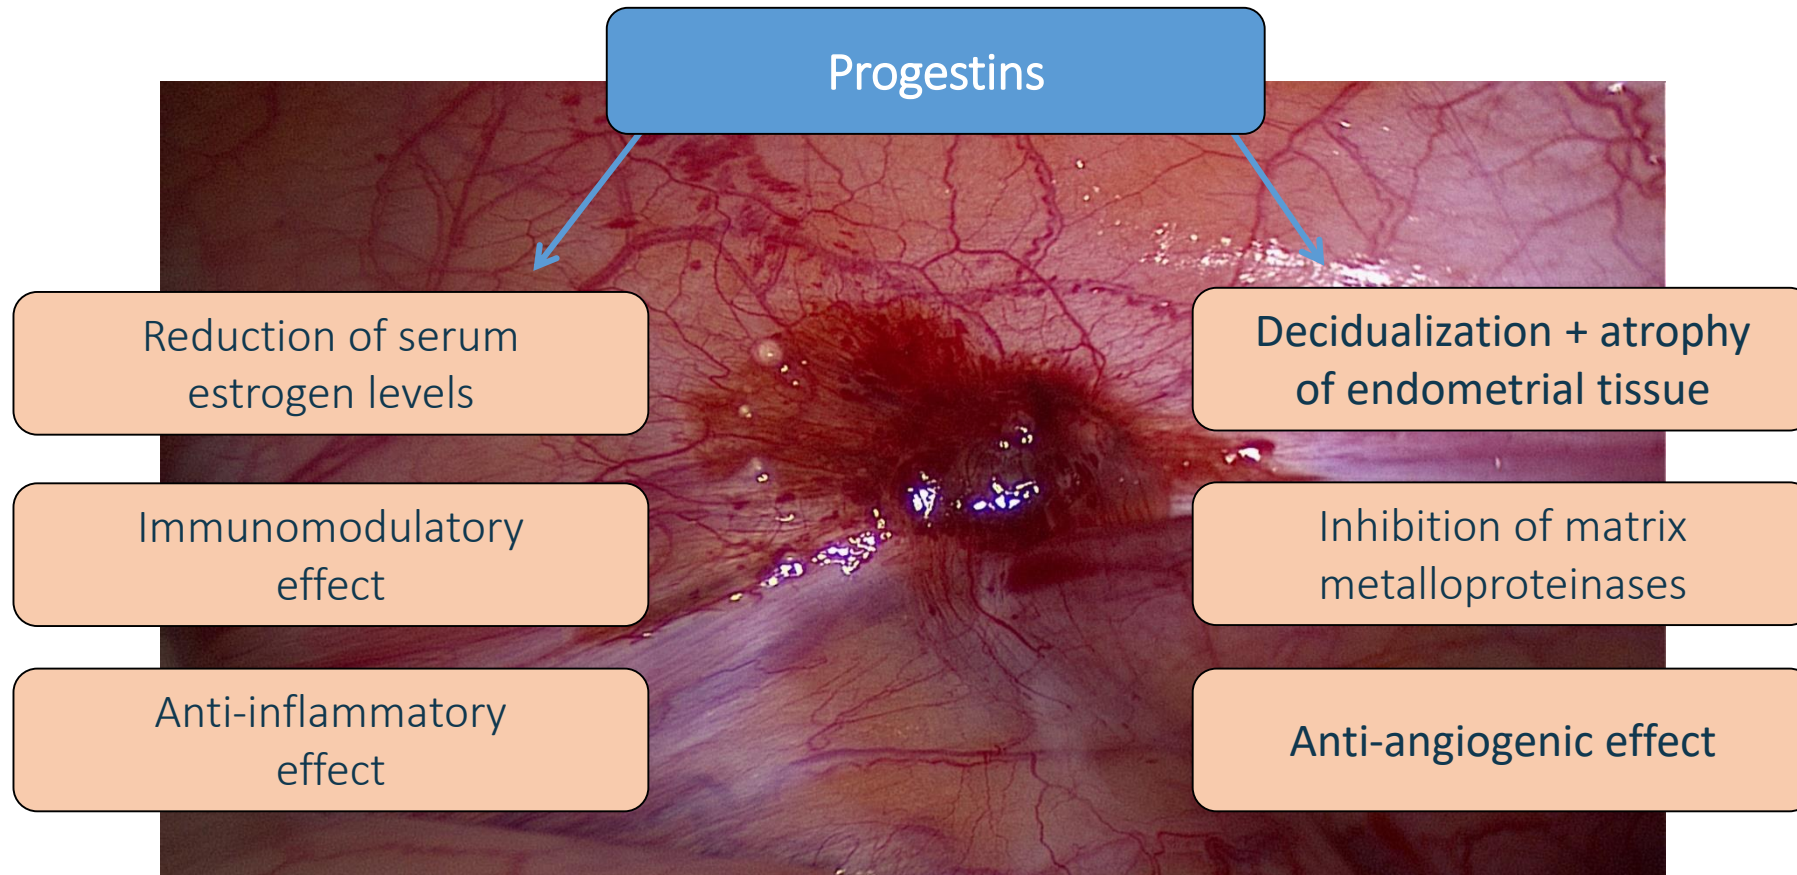 Progestins
Reduction of serum
estrogen levels
Immunomodulatory
effect
Anti-inflammatory
effect
Decidualization + atrophy
of endometrial tissue
Inhibition of matrix
metalloproteinases
Anti-angiogenic effect